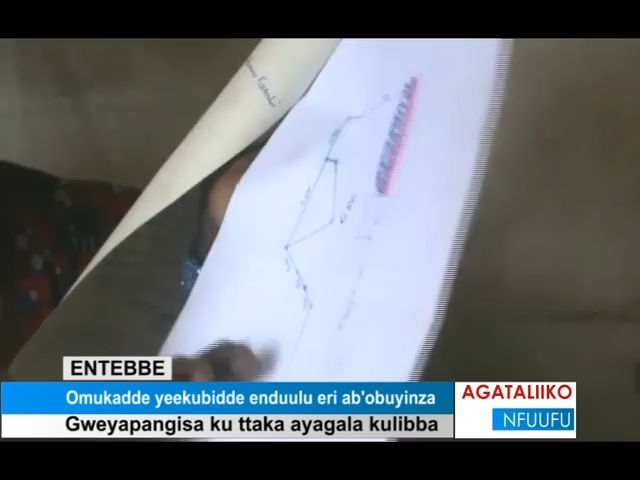 ENTEBBE
Omukadde yeekubidde enduulu eri ab'obuyinza
Gweyapangisa ku ttaka ayagala kulibba
AGATALIIKO
NFUUFU